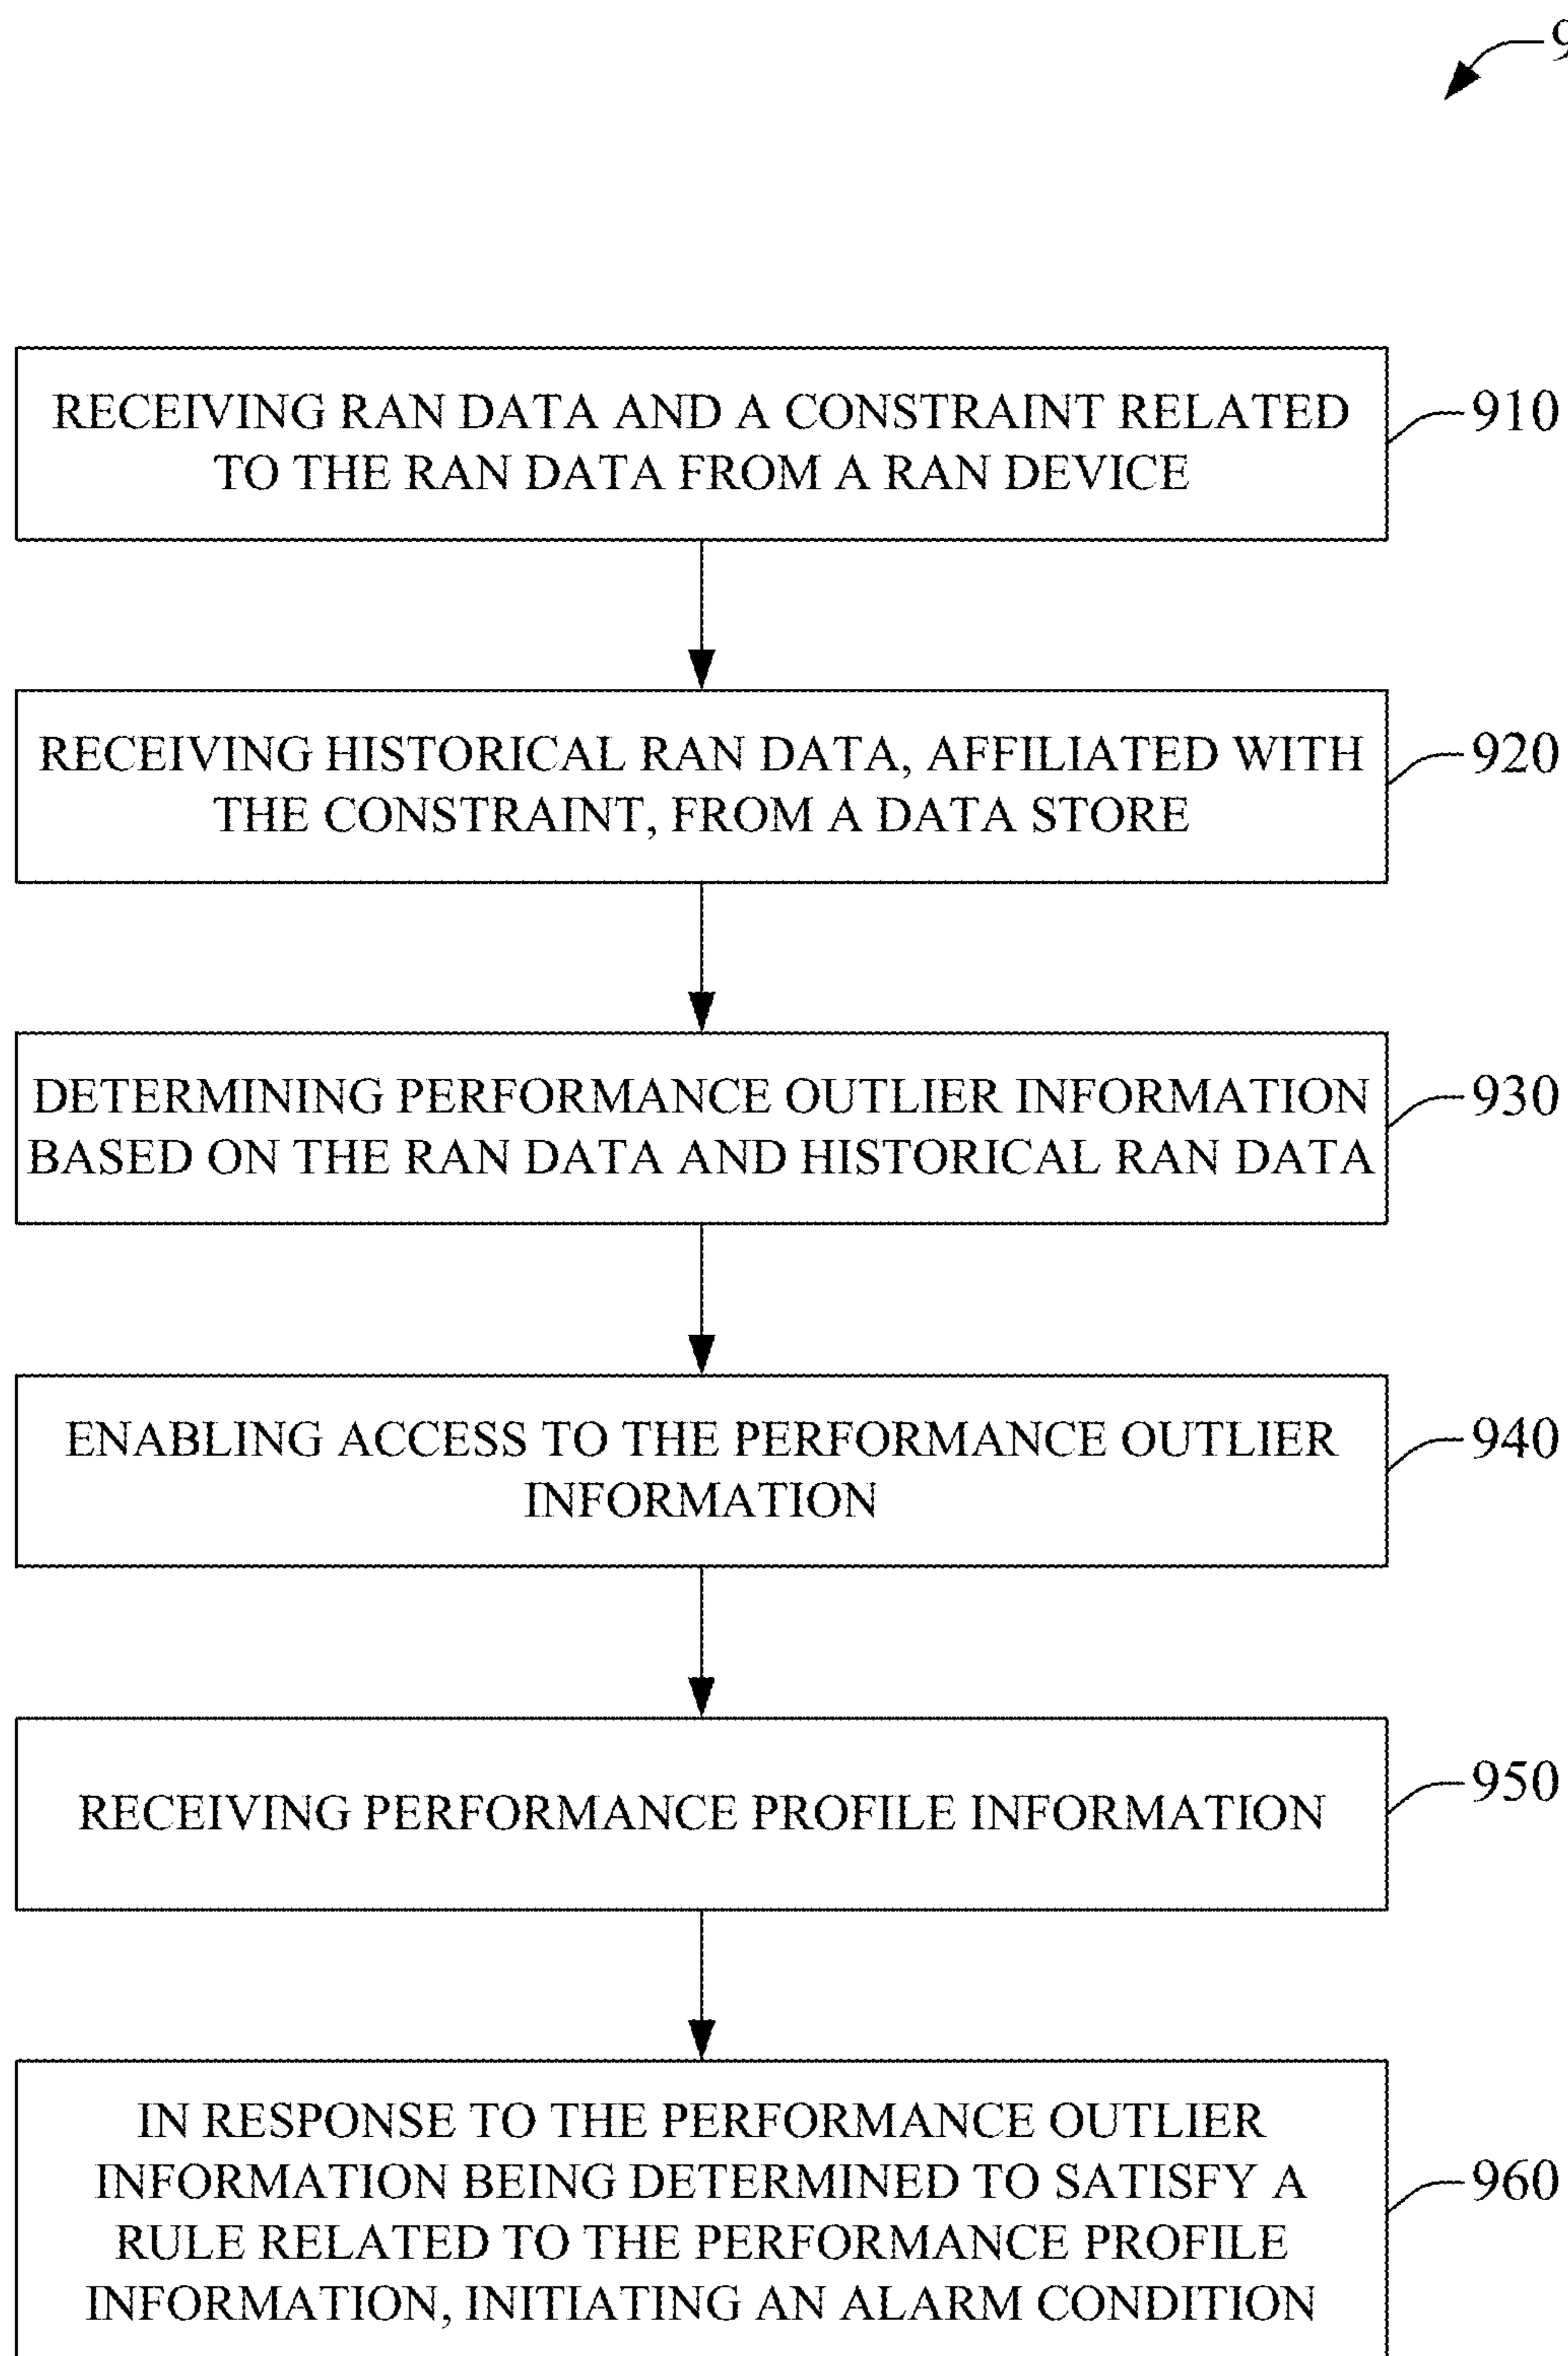 9
RECEIVING RAN DATA AND A CONSTRAINT RELATED
TO THE RAN DATA FROM A RAN DEVICE
910
RECEIVING HISTORICAL RAN DATA, AFFILIATED WITH
THE CONSTRAINT, FROM A DATA STORE
920
DETERMINING PERFORMANCE OUTLIER INFORMATION
BASED ON THE RAN DATA AND HISTORICAL RAN DATA
930
ENABLING ACCESS TO THE PERFORMANCE OUTLIER
INFORMATION
940
RECEIVING PERFORMANCE PROFILE INFORMATION
950
IN RESPONSE TO THE PERFORMANCE OUTLIER
INFORMATION BEING DETERMINED TO SATISFY A
RULE RELATED TO THE PERFORMANCE PROFILE
INFORMATION, INITIATING AN ALARM CONDITION
960